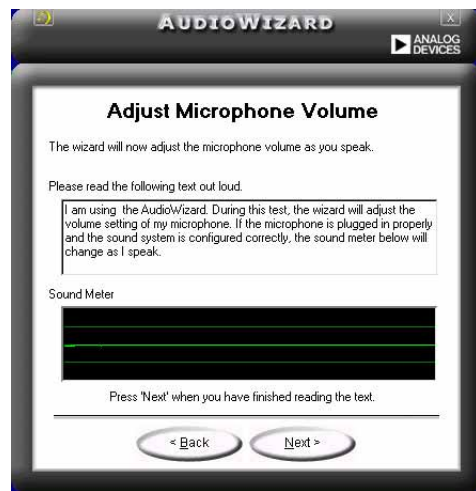 AUDIOWIZARD
X
ANALOG
DEVICES
Adjust Microphone Volume
The wizard will now adjust the microphone volume as you speak.
Please read the following text out loud.
I am using  the AudioWizard. During this test, the wizard will adjust the
volume setting of my microphone. If the microphone is plugged in properly
and the sound system is configured correctly, the sound meter below will
change as I speak.
Sound Meter
Press 'Next' when you have finished reading the text.
< Back
Next >